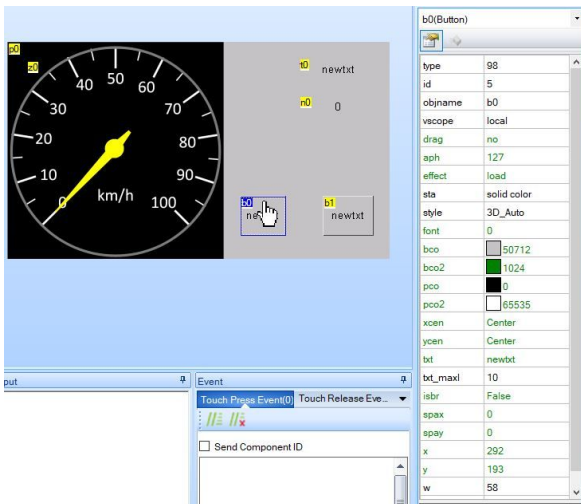 b0(Button)
p0
z0
0
10
20
30
40
50
60
70
80
90
100
km/h
t0
newtxt
n0
0
b0
b1
newtxt
type 98
id 5
objname b0
vscope local
drag no
aph 127
effect load
sta solid color
style 3D_Auto
font 0
bco 50712
bco2 1024
pco 0
pco2 65535
xcen Center
ycen Center
txt newtxt
txt_maxl 10
isbr False
spax 0
spay 0
x 292
y 193
w 58
put
Event
Touch Press Event(0) Touch Release Eve...
Send Component ID